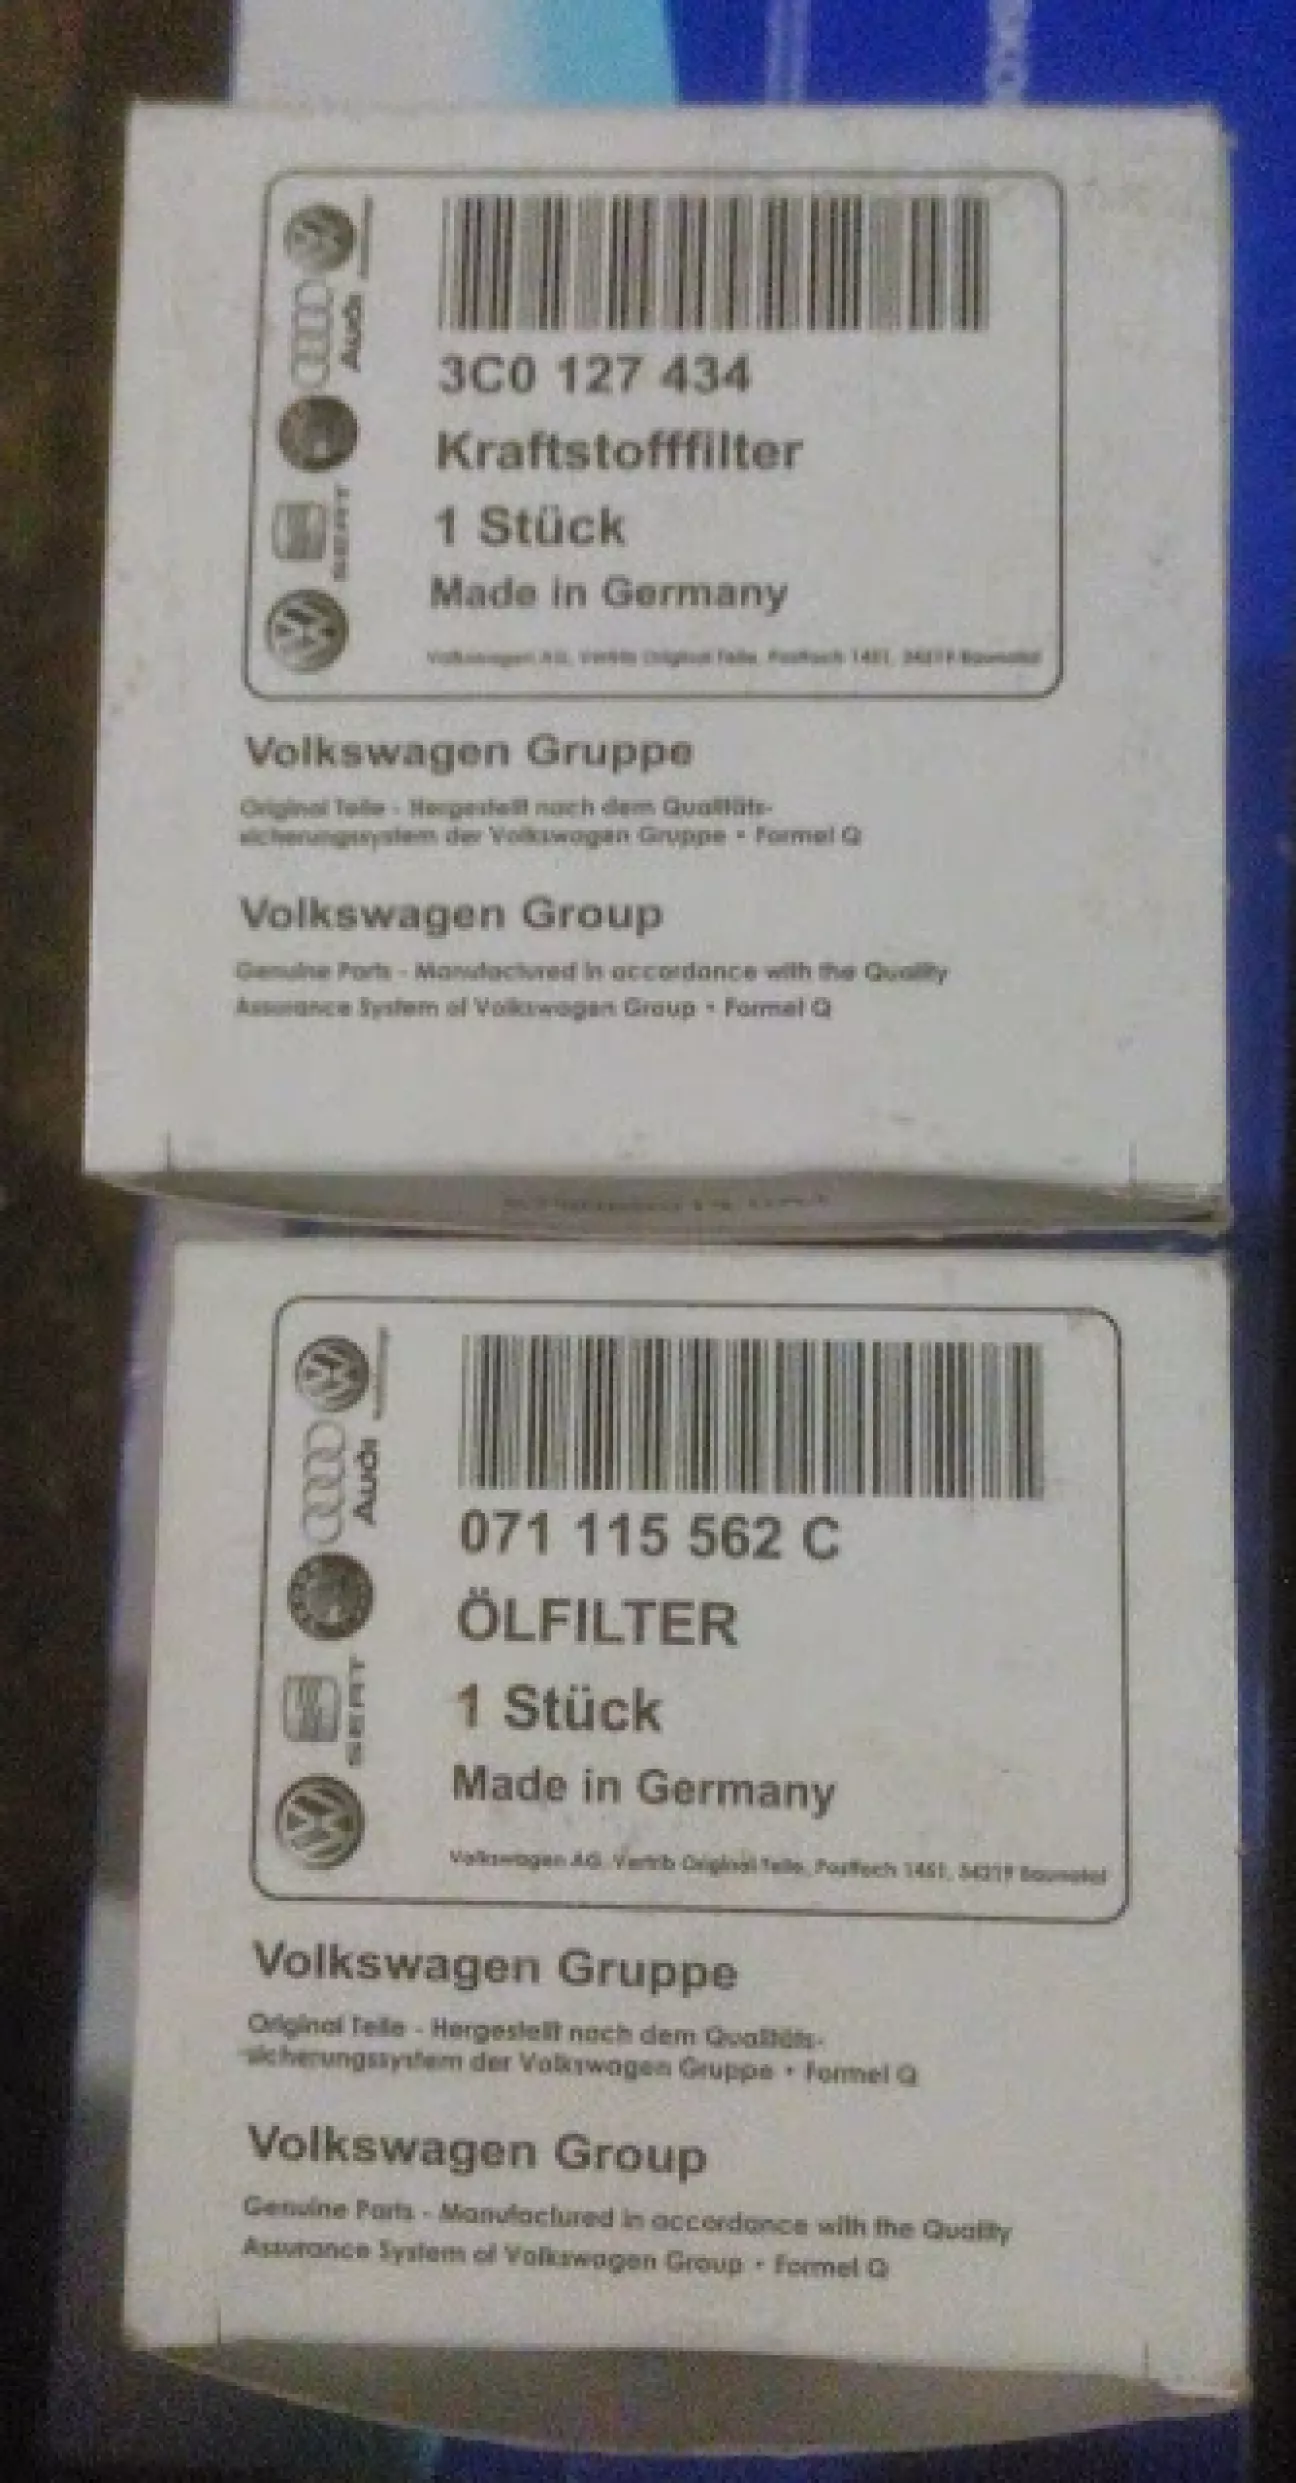 Audi
SEAT
3C0 127 434
Kraftstofffilter
1 Stück
Made in Germany
Volkswagen AG, Vertrib Original Teile, Postfach 1451, 34219 Baunatal
Volkswagen Gruppe
Original Teile - Hergestellt nach dem Qualitäts-
sicherungssystem der Volkswagen Gruppe • Formel Q
Volkswagen Group
Genuine Parts - Manufactured in accordance with the Quality
Assurance System of Volkswagen Group • Formel Q
Audi
SEAT
071 115 562 C
ÖLFILTER
1 Stück
Made in Germany
Volkswagen AG, Vertrib Original Teile, Postfach 1451, 34219 Baunatal
Volkswagen Gruppe
Original Teile - Hergestellt nach dem Qualitäts-
sicherungssystem der Volkswagen Gruppe • Formel Q
Volkswagen Group
Genuine Parts - Manufactured in accordance with the Quality
Assurance System of Volkswagen Group • Formel Q